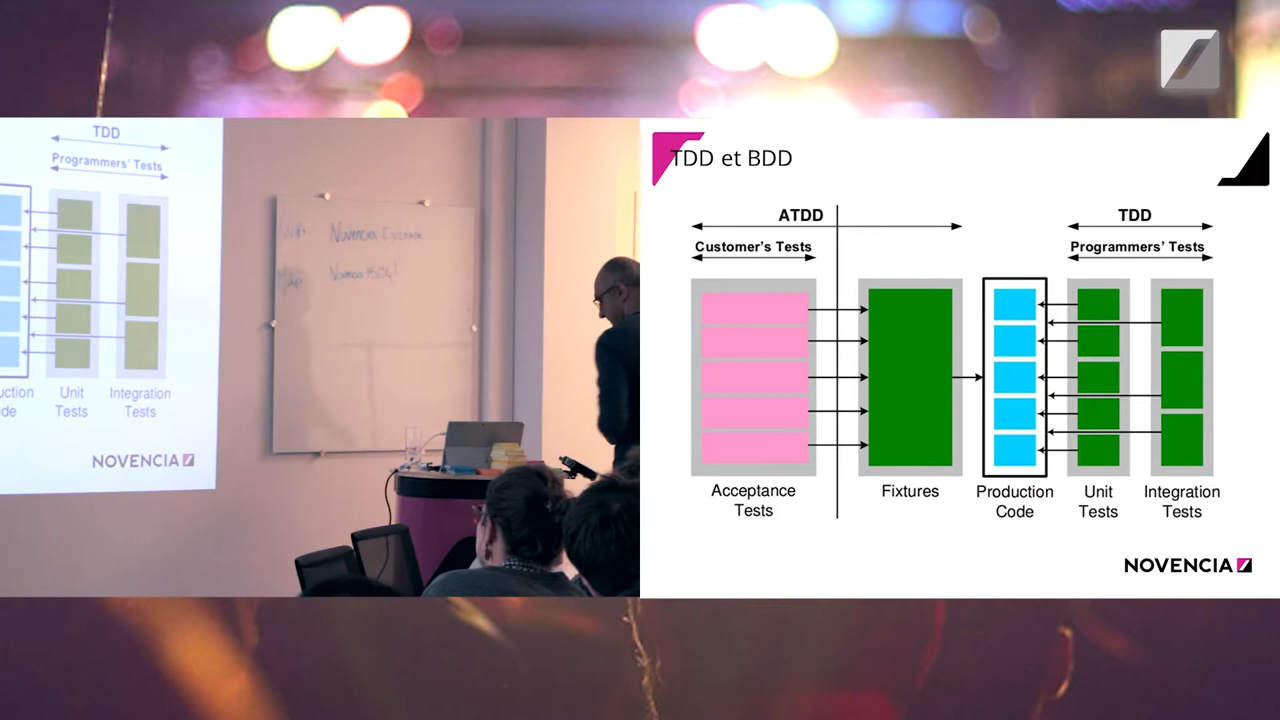 TDD
Programmers' Tests
Unit
Tests
Integration
Tests
NOVENCIA
Novencia
TDD et BDD
ATDD
TDD
Customer's Tests
Programmers' Tests
Acceptance
Tests
Fixtures
Production
Code
Unit
Tests
Integration
Tests
NOVENCIA